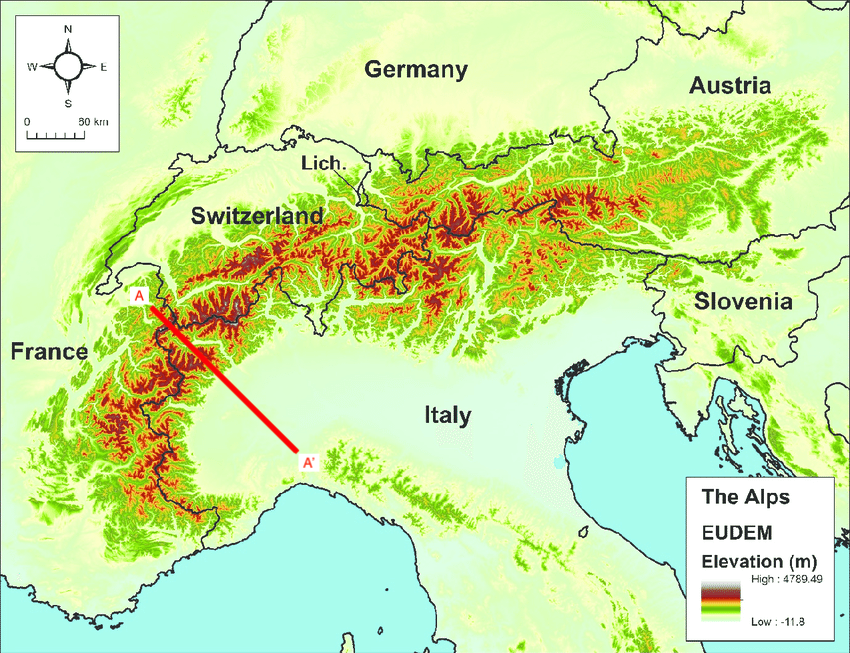 N
W E
S
0 80 km
Germany
Austria
Lich.
Switzerland
A
Slovenia
France
Italy
A'
The Alps
EUDEM
Elevation (m)
High : 4789.49
Low : -11.8